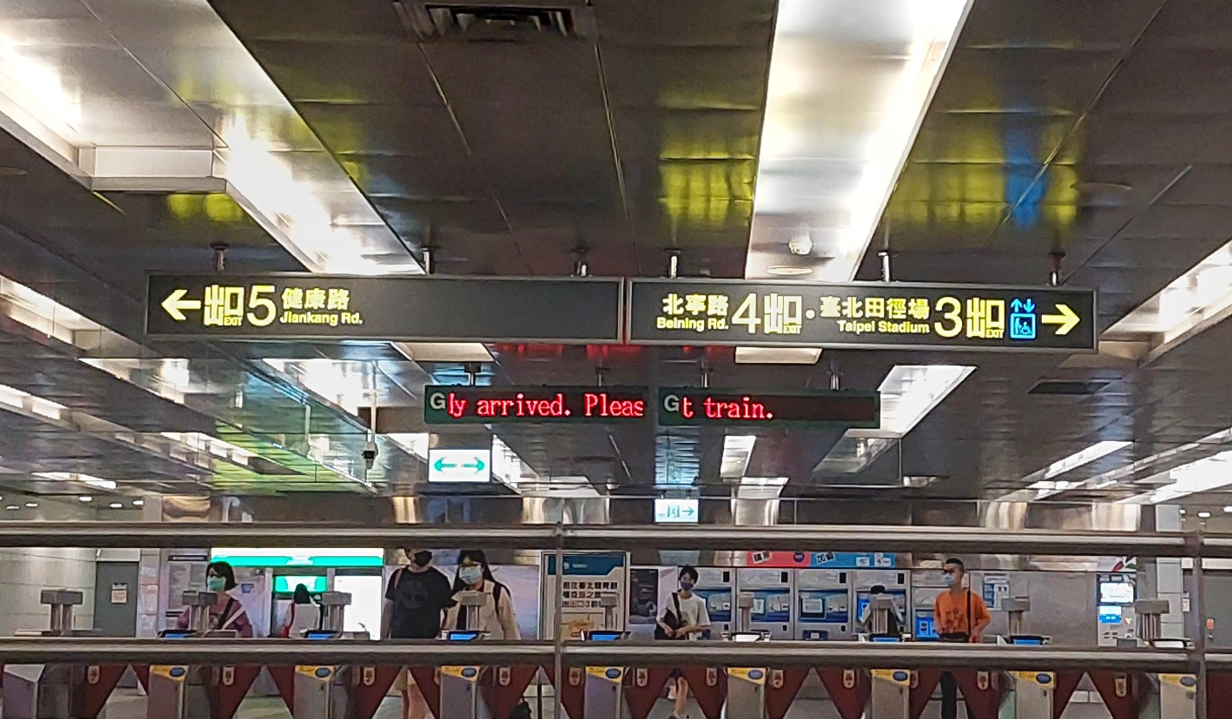 ← 出口 EXIT 5 健康路
Jiankang Rd.
北寧路 4 出口 EXIT · 臺北田徑場 3 出口 EXIT →
Beining Rd. Taipei Stadium
G ly arrived. Pleas
G t train.